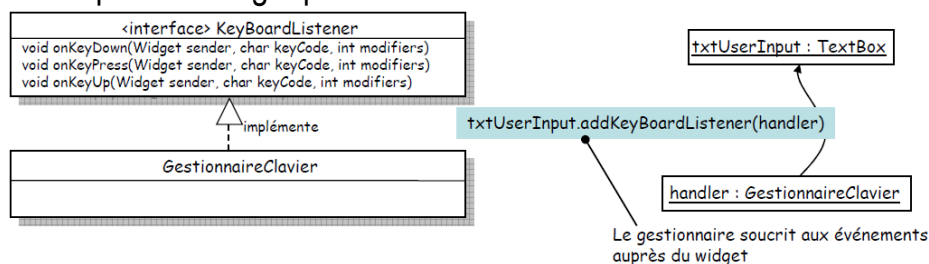 <interface> KeyBoardListener
void onKeyDown(Widget sender, char keyCode, int modifiers)
void onKeyPress(Widget sender, char keyCode, int modifiers)
void onKeyUp(Widget sender, char keyCode, int modifiers)
implémente
GestionnaireClavier
txtUserInput : TextBox
txtUserInput.addKeyBoardListener(handler)
handler : GestionnaireClavier
Le gestionnaire soucrit aux événements
auprès du widget